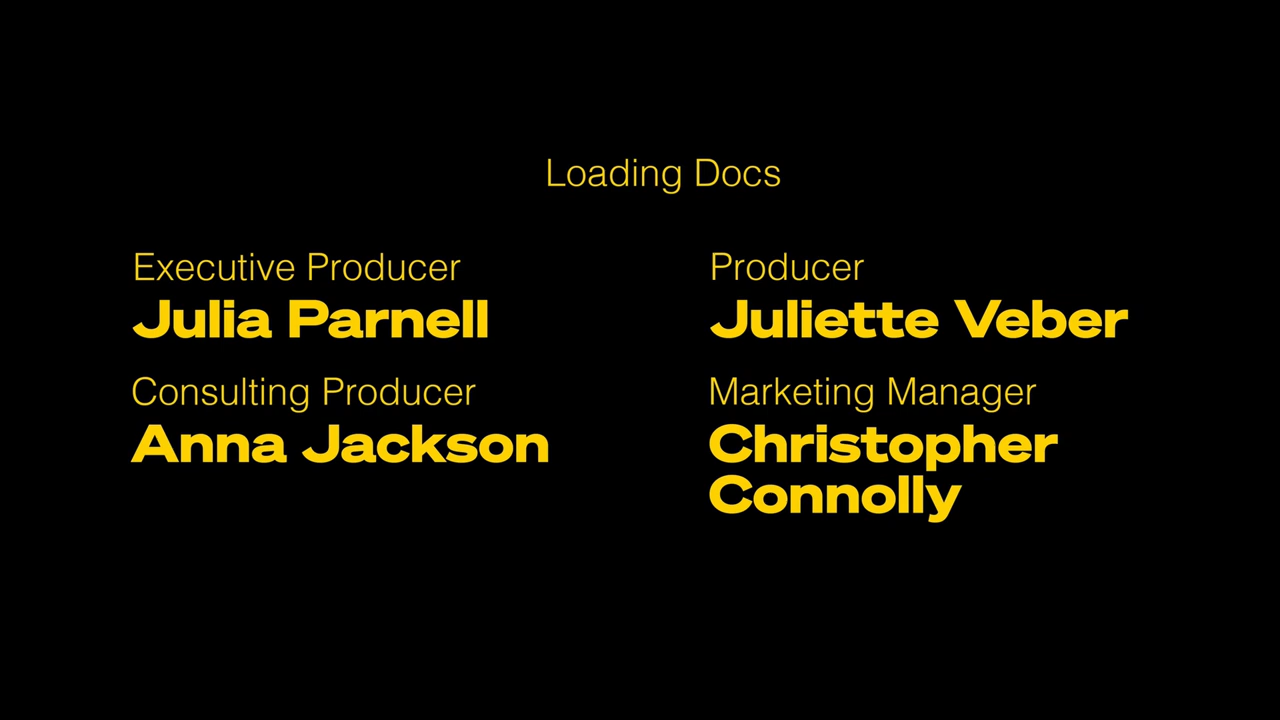 Loading Docs
Executive Producer
Julia Parnell
Consulting Producer
Anna Jackson
Producer
Juliette Veber
Marketing Manager
Christopher
Connolly